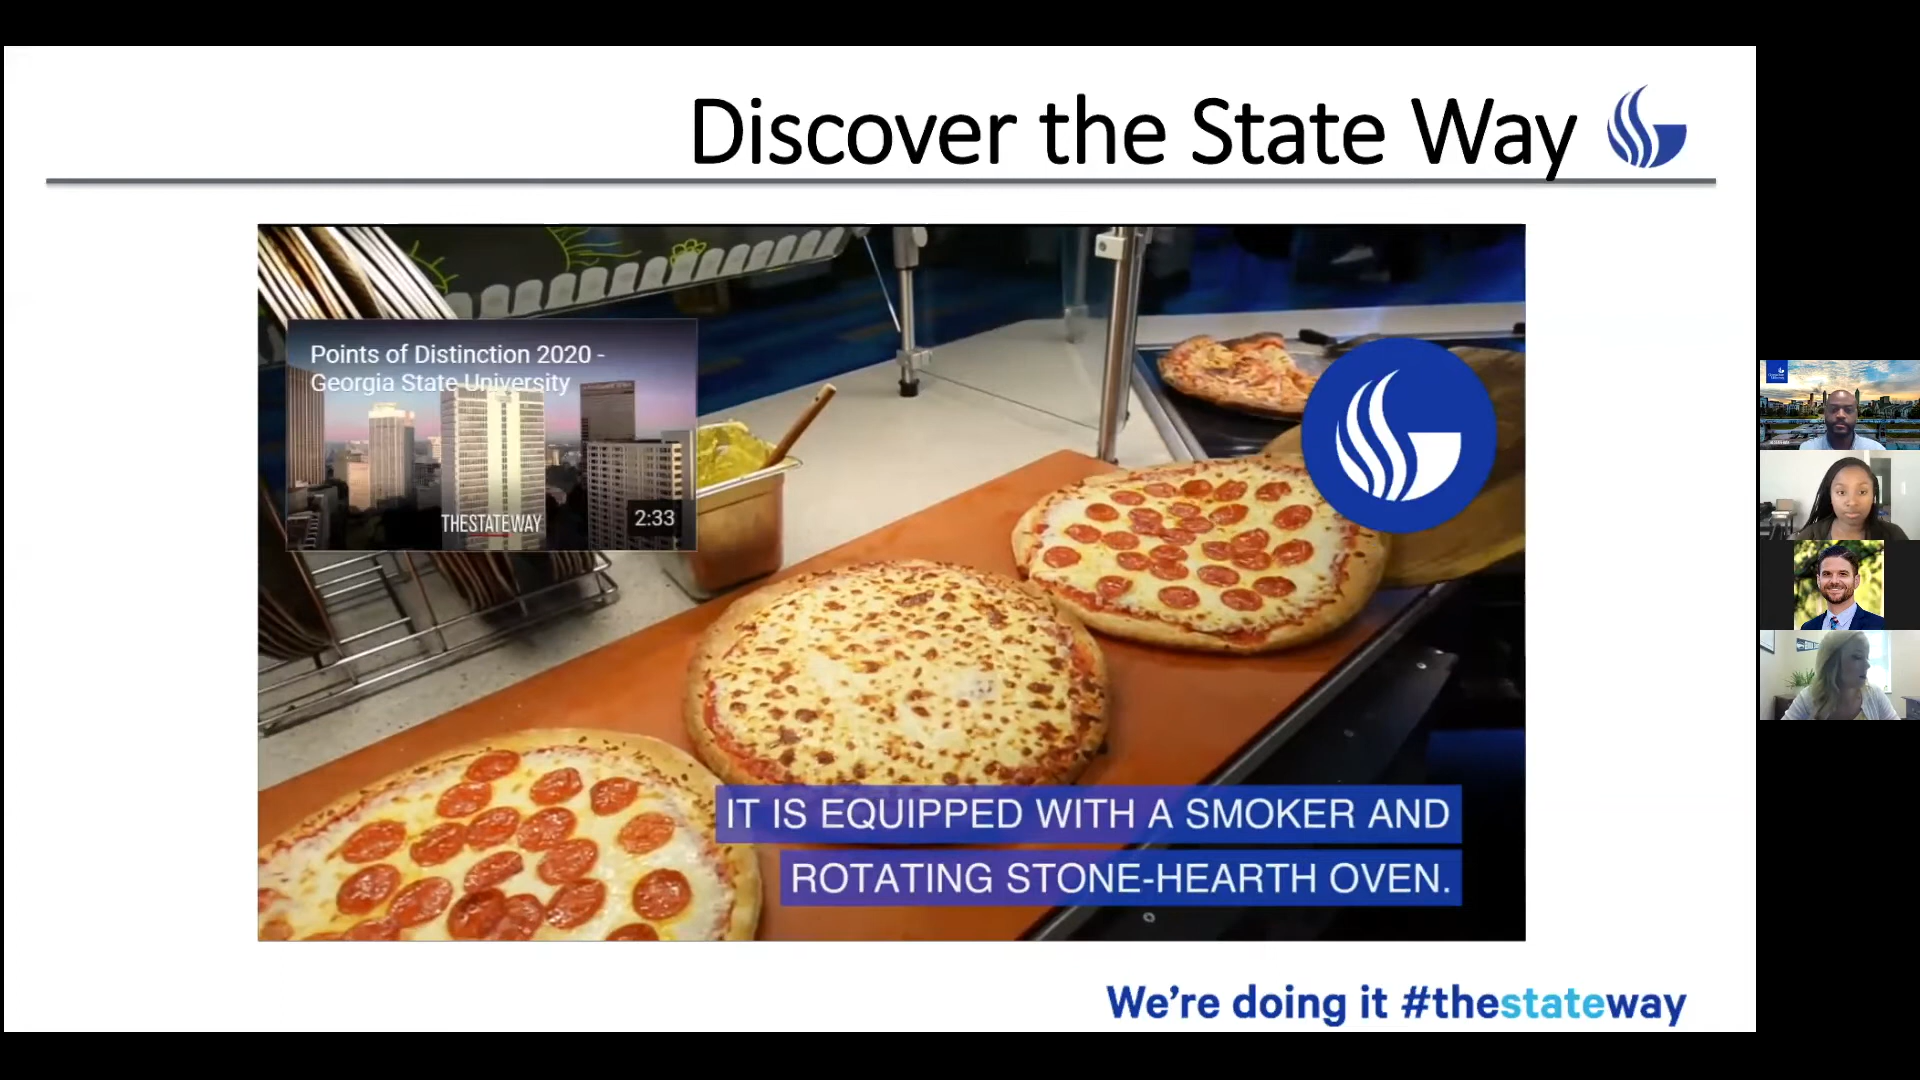 Discover the State Way
Points of Distinction 2020 -
Georgia State University
THESTATEWAY
2:33
IT IS EQUIPPED WITH A SMOKER AND
ROTATING STONE-HEARTH OVEN.
We're doing it #thestateway